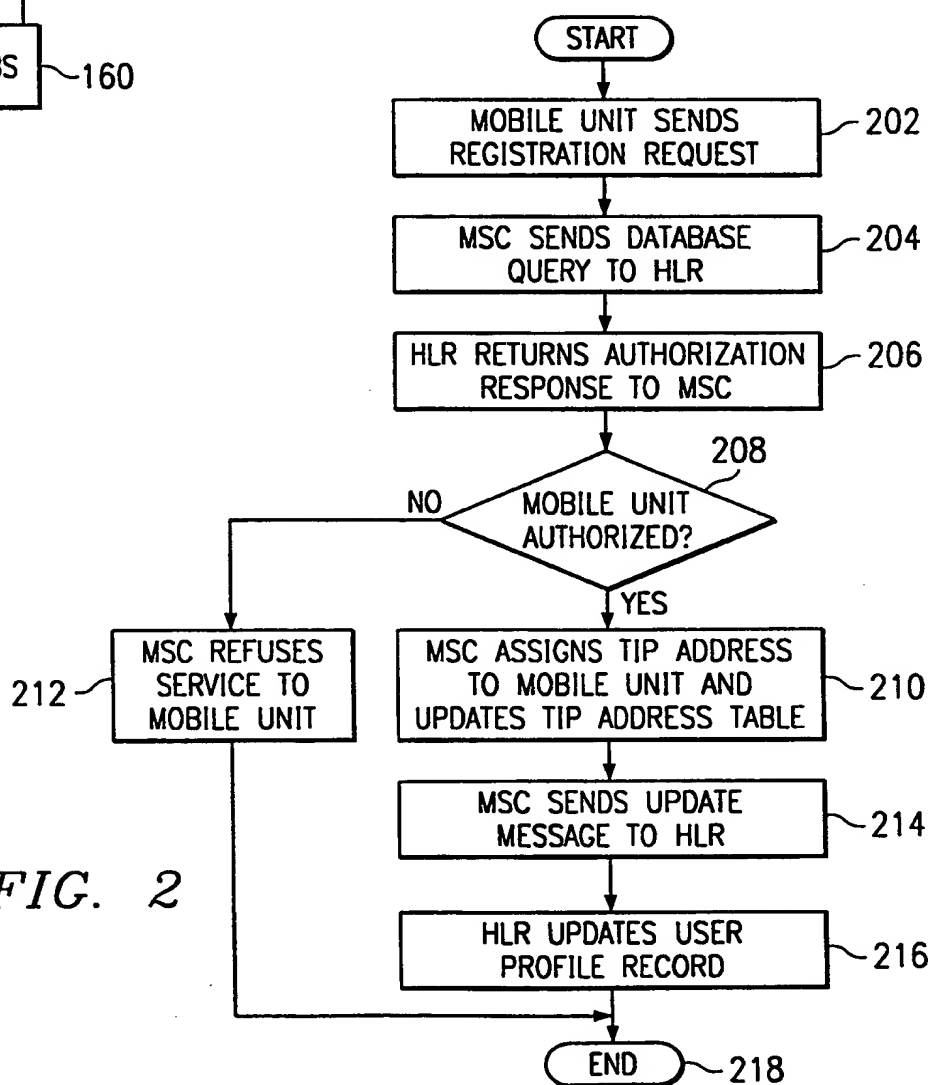 START
BS
160
MOBILE UNIT SENDS
REGISTRATION REQUEST
202
MSC SENDS DATABASE
QUERY TO HLR
204
HLR RETURNS AUTHORIZATION
RESPONSE TO MSC
206
208
MOBILE UNIT
AUTHORIZED?
NO
YES
212
MSC REFUSES
SERVICE TO
MOBILE UNIT
MSC ASSIGNS TIP ADDRESS
TO MOBILE UNIT AND
UPDATES TIP ADDRESS TABLE
210
MSC SENDS UPDATE
MESSAGE TO HLR
214
FIG. 2
HLR UPDATES USER
PROFILE RECORD
216
END
218